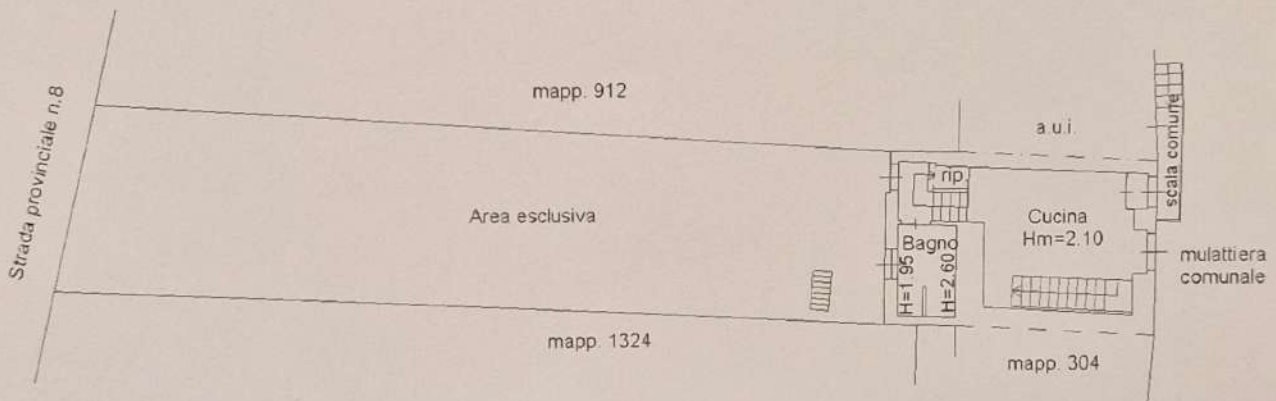 Strada provinciale n.8
mapp. 912
a.u.i.
scala comune
rip
Area esclusiva
Cucina
Hm=2.10
Bagno
H=1.95
H=2.60
mulattiera
comunale
mapp. 1324
mapp. 304